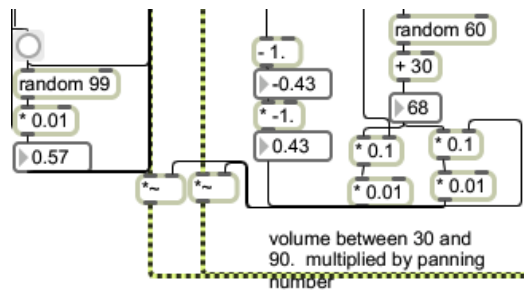 random 60
- 1.
+ 30
random 99
-0.43
68
* 0.01
* -1.
0.57
0.43
* 0.1
* 0.1
*~
*~
* 0.01
* 0.01
volume between 30 and
90. multiplied by panning
number